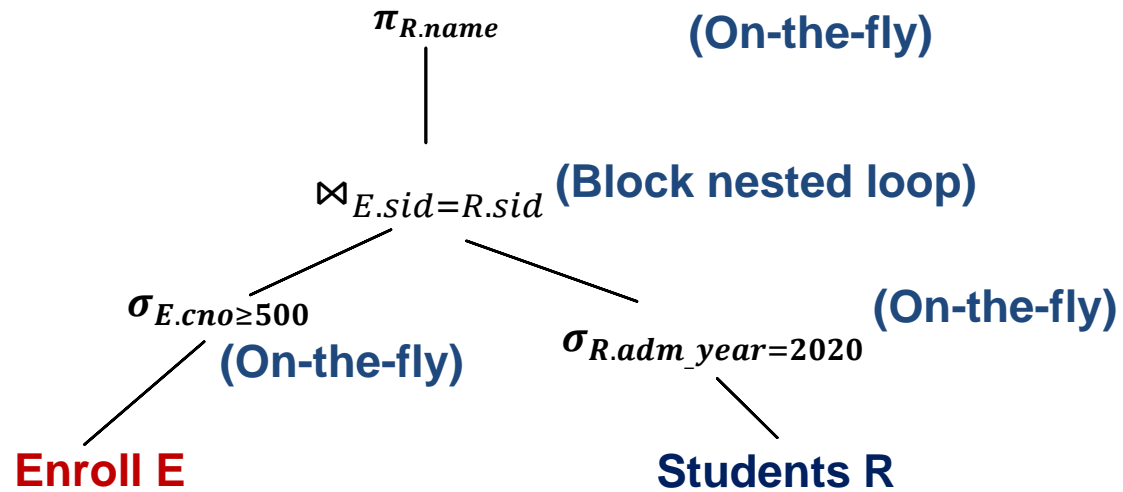 π_R.name (On-the-fly)
⋈_E.sid=R.sid (Block nested loop)
σ_E.cno≥500 (On-the-fly)
(On-the-fly) σ_R.adm_year=2020
Enroll E Students R